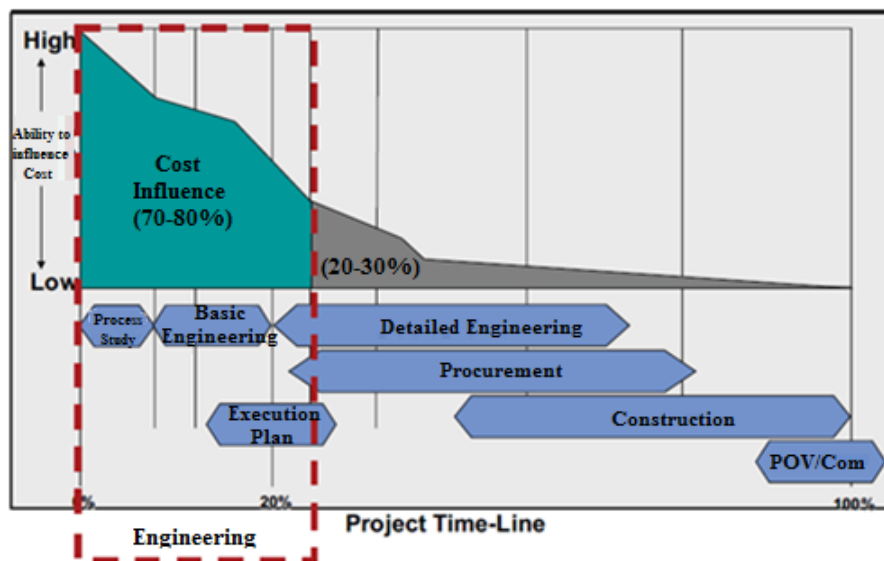 High
Ability to
influence
Cost
Low
Cost
Influence
(70-80%)
(20-30%)
Process
Study
Basic
Engineering
Detailed Engineering
Procurement
Execution
Plan
Construction
POV/Com
0%
20%
100%
Project Time-Line
Engineering